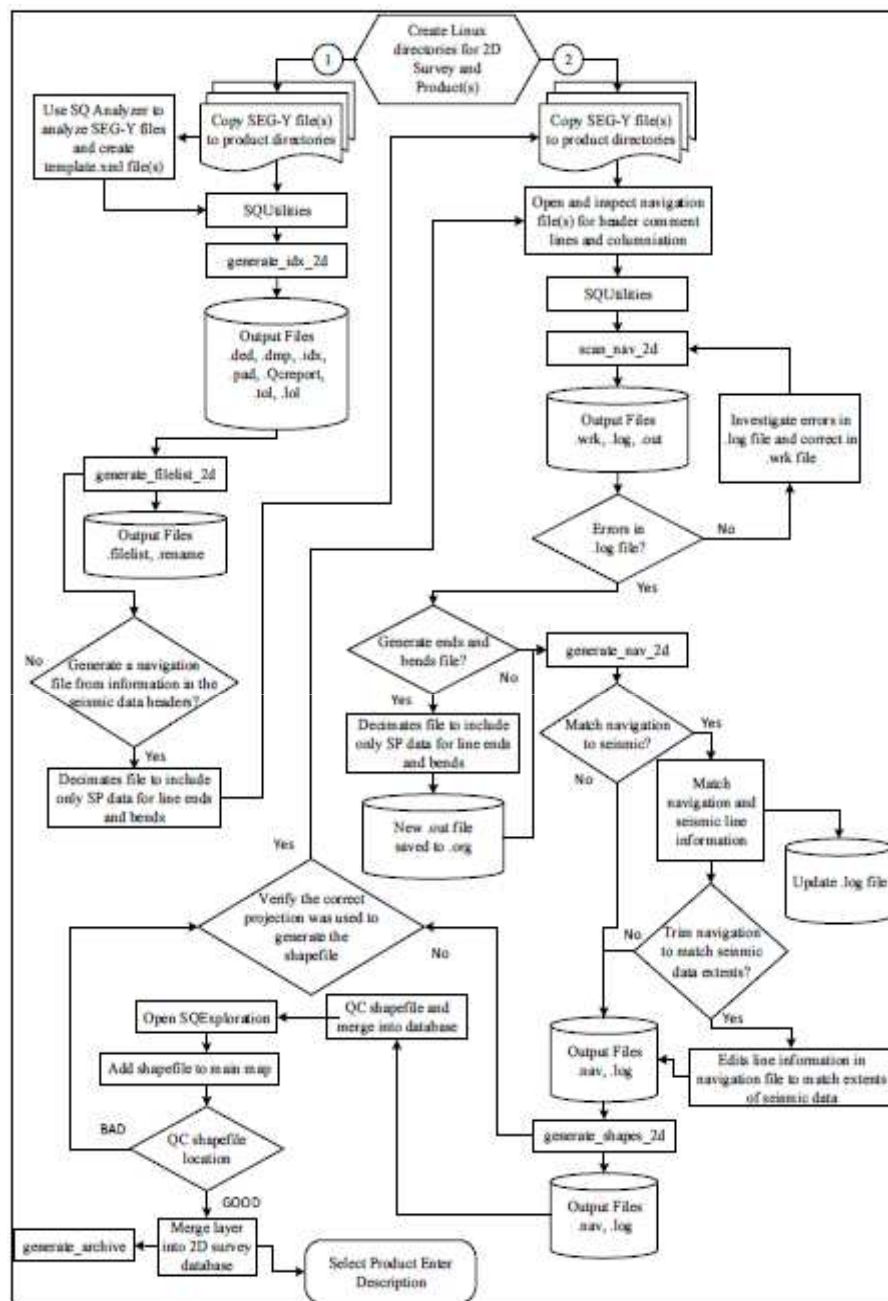 Create Linux
directories for 2D
Survey and
Product(s)
1
2
Use SQ Analyzer to
analyze SEG-Y files
and create
template.xml file(s)
Copy SEG-Y file(s)
to product directories
SQUtilities
generate_idx_2d
Output Files
.ded, .dmp, .idx,
.pad, .Qcreport,
.tol, .lol
generate_filelist_2d
Output Files
.filelist, .rename
No
Generate a navigation
file from information in the
seismic data headers?
Yes
Decimates file to include
only SP data for line ends
and bends
Copy SEG-Y file(s)
to product directories
Open and inspect navigation
file(s) for header comment
lines and columniation
SQUtilities
scan_nav_2d
Output Files
.wrk, .log, .out
Investigate errors in
.log file and correct in
.wrk file
Errors in
.log file?
No
Yes
Generate ends and
bends file?
No
Yes
Decimates file to include
only SP data for line ends
and bends
New .out file
saved to .org
generate_nav_2d
Match navigation
to seismic?
Yes
No
Match
navigation and
seismic line
information
Update .log file
Trim navigation
to match seismic
data extents?
No
Yes
Edits line information in
navigation file to match extents
of seismic data
Output Files
.nav, .log
generate_shapes_2d
Output Files
.nav, .log
Yes
Verify the correct
projection was used to
generate the
shapefile
No
QC shapefile and
merge into database
Open SQExploration
Add shapefile to main map
BAD
QC shapefile
location
GOOD
Merge layer
into 2D survey
database
generate_archive
Select Product Enter
Description